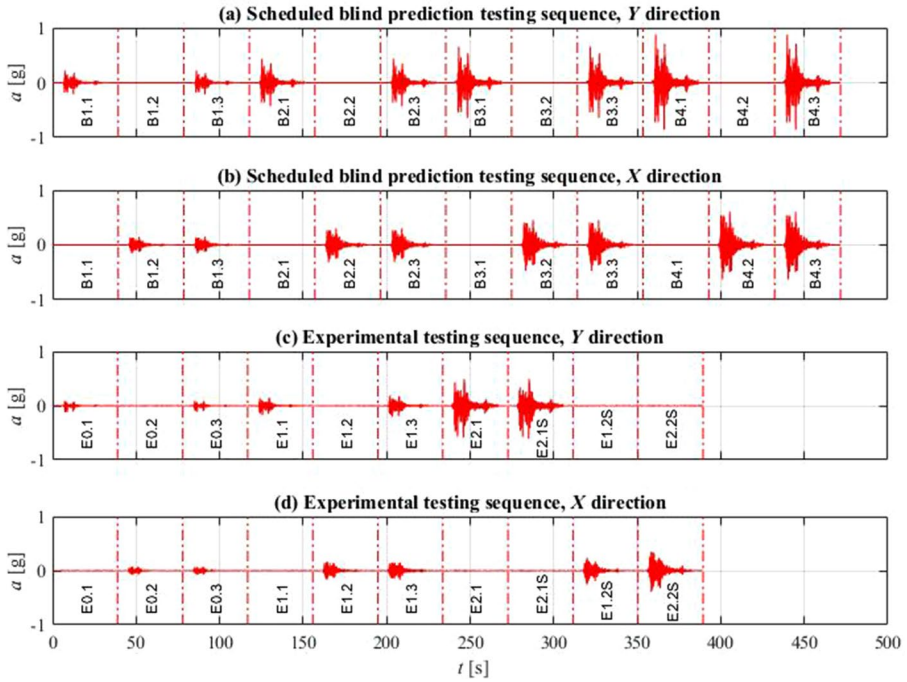 (a) Scheduled blind prediction testing sequence, Y direction
1
0
-1
a [g]
B1.1 B1.2 B1.3 B2.1 B2.2 B2.3 B3.1 B3.2 B3.3 B4.1 B4.2 B4.3
(b) Scheduled blind prediction testing sequence, X direction
1
0
-1
a [g]
B1.1 B1.2 B1.3 B2.1 B2.2 B2.3 B3.1 B3.2 B3.3 B4.1 B4.2 B4.3
(c) Experimental testing sequence, Y direction
1
0
-1
a [g]
E0.1 E0.2 E0.3 E1.1 E1.2 E1.3 E2.1 E2.1S E1.2S E2.2S
(d) Experimental testing sequence, X direction
1
0
-1
a [g]
E0.1 E0.2 E0.3 E1.1 E1.2 E1.3 E2.1 E2.1S E1.2S E2.2S
0 50 100 150 200 250 300 350 400 450 500
t [s]